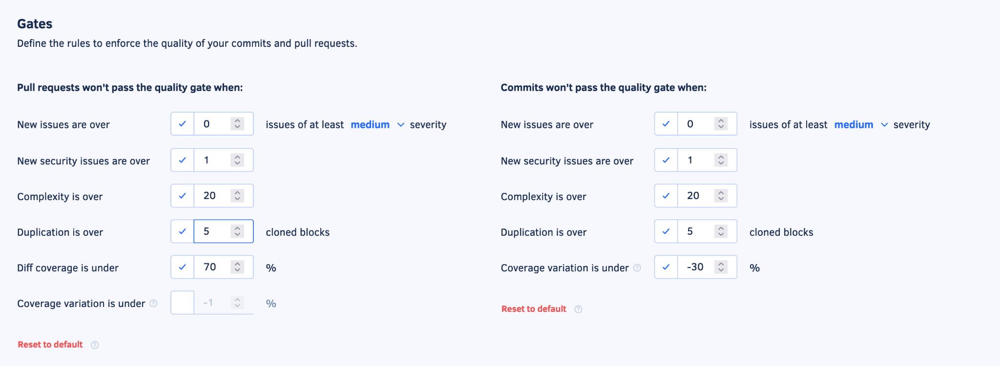 Gates
Define the rules to enforce the quality of your commits and pull requests.
Pull requests won't pass the quality gate when:
New issues are over 0 issues of at least medium severity
New security issues are over 1
Complexity is over 20
Duplication is over 5 cloned blocks
Diff coverage is under 70 %
Coverage variation is under ? -1 %
Reset to default ?
Commits won't pass the quality gate when:
New issues are over 0 issues of at least medium severity
New security issues are over 1
Complexity is over 20
Duplication is over 5 cloned blocks
Coverage variation is under ? -30 %
Reset to default ?